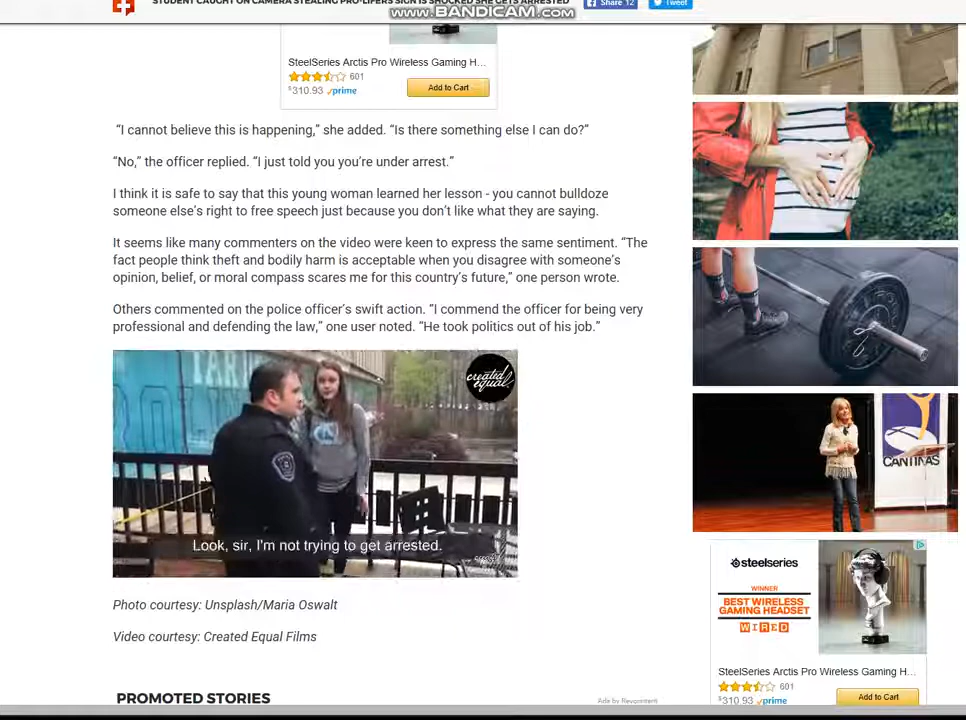 STUDENT CAUGHT ON CAMERA STEALING PRO-LIFERS SIGN IS SHOCKED SHE GETS ARRESTED
Share 12
Tweet
www.BANDICAM.com
SteelSeries Arctis Pro Wireless Gaming H...
601
$310.93 prime
Add to Cart
“I cannot believe this is happening,” she added. “Is there something else I can do?”
“No,” the officer replied. “I just told you you’re under arrest.”
I think it is safe to say that this young woman learned her lesson - you cannot bulldoze
someone else’s right to free speech just because you don’t like what they are saying.
It seems like many commenters on the video were keen to express the same sentiment. “The
fact people think theft and bodily harm is acceptable when you disagree with someone’s
opinion, belief, or moral compass scares me for this country’s future,” one person wrote.
Others commented on the police officer’s swift action. “I commend the officer for being very
professional and defending the law,” one user noted. “He took politics out of his job.”
created
equal
Look, sir, I'm not trying to get arrested.
Photo courtesy: Unsplash/Maria Oswalt
Video courtesy: Created Equal Films
PROMOTED STORIES
Ads by Revcontent
CANTINAS
steelseries
WINNER
BEST WIRELESS
GAMING HEADSET
WIRED
SteelSeries Arctis Pro Wireless Gaming H...
601
$310.93 prime
Add to Cart